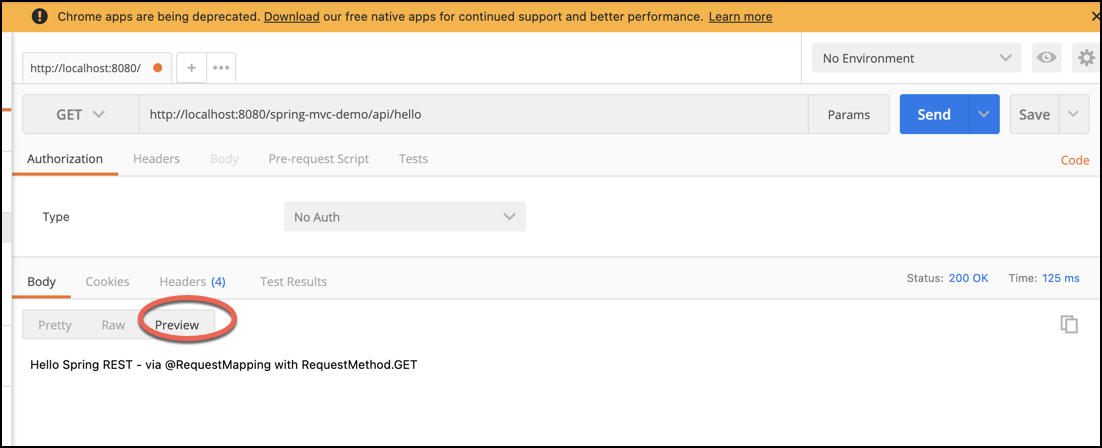 Chrome apps are being deprecated. Download our free native apps for continued support and better performance. Learn more
http://localhost:8080/
No Environment
GET http://localhost:8080/spring-mvc-demo/api/hello Params Send Save
Authorization Headers Body Pre-request Script Tests Code
Type No Auth
Body Cookies Headers (4) Test Results Status: 200 OK Time: 125 ms
Pretty Raw Preview
Hello Spring REST - via @RequestMapping with RequestMethod.GET